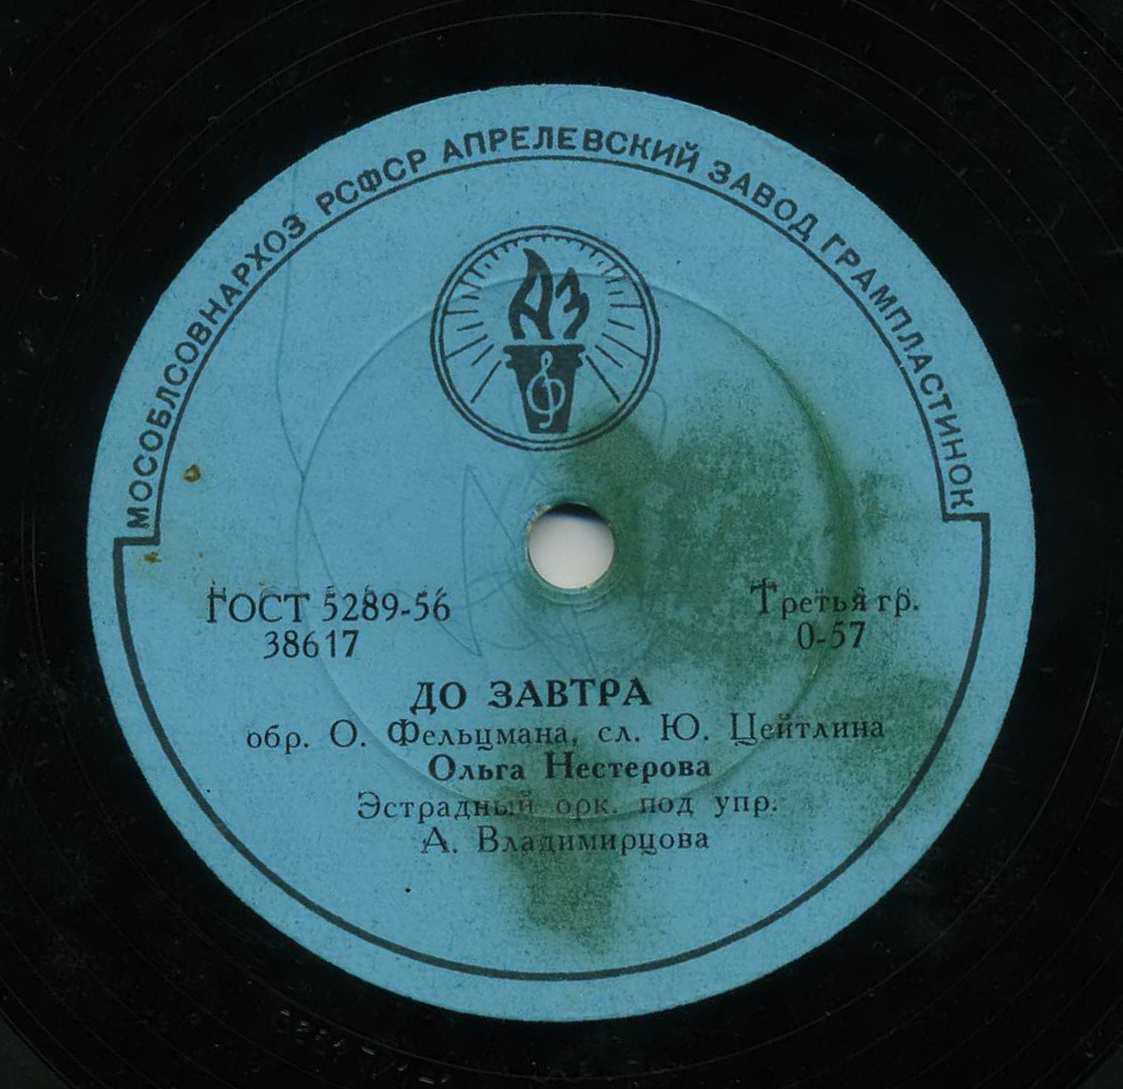 МОСОБЛСОВНАРХОЗ РСФСР АПРЕЛЕВСКИЙ ЗАВОД ГРАМПЛАСТИНОК
АЗ
ГОСТ 5289-56
38617
Третья гр.
0-57
ДО ЗАВТРА
обр. О. Фельцмана, сл. Ю. Цейтлина
Ольга Нестерова
Эстрадный орк. под упр.
А. Владимирцова